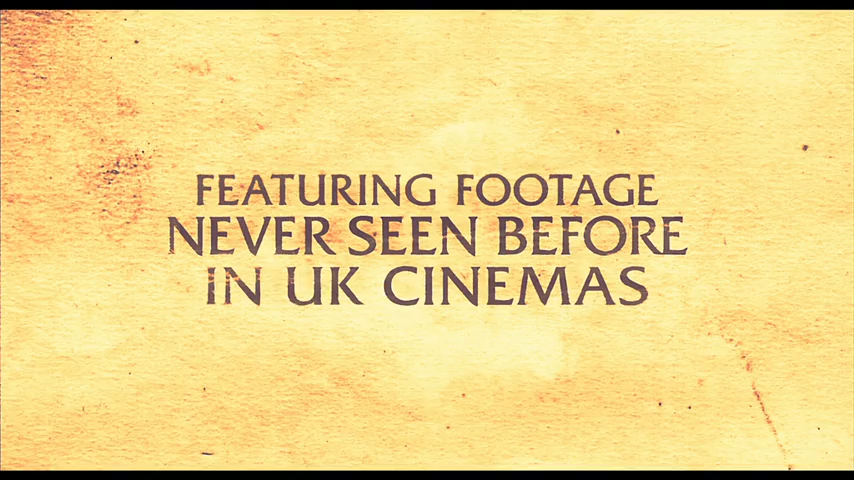 FEATURING FOOTAGE
NEVER SEEN BEFORE
IN UK CINEMAS